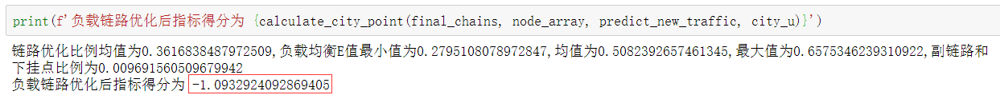 print(f'负载链路优化后指标得分为 {calculate_city_point(final_chains, node_array, predict_new_traffic, city_u)}')
链路优化比例均值为0.3616838487972509,负载均衡E值最小值为0.2795108078972847,均值为0.5082392657461345,最大值为0.6575346239310922,副链路和
下挂点比例为0.009691560509679942
负载链路优化后指标得分为 -1.0932924092869405